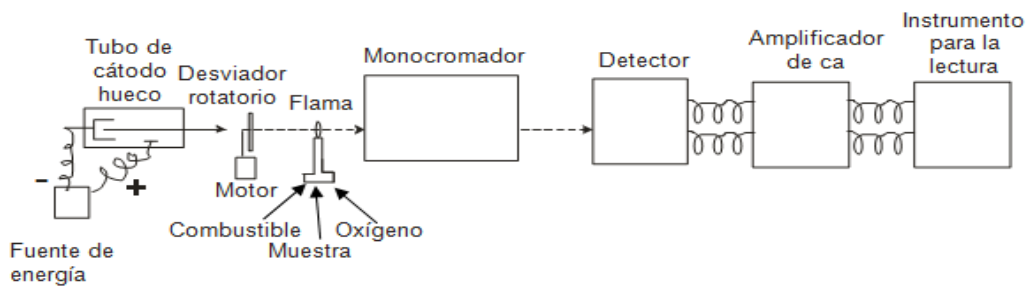 Tubo de
cátodo
hueco
Desviador
rotatorio
Flama
Monocromador
Detector
Amplificador
de ca
Instrumento
para la
lectura
-
+
Motor
Combustible
Oxígeno
Muestra
Fuente de
energía